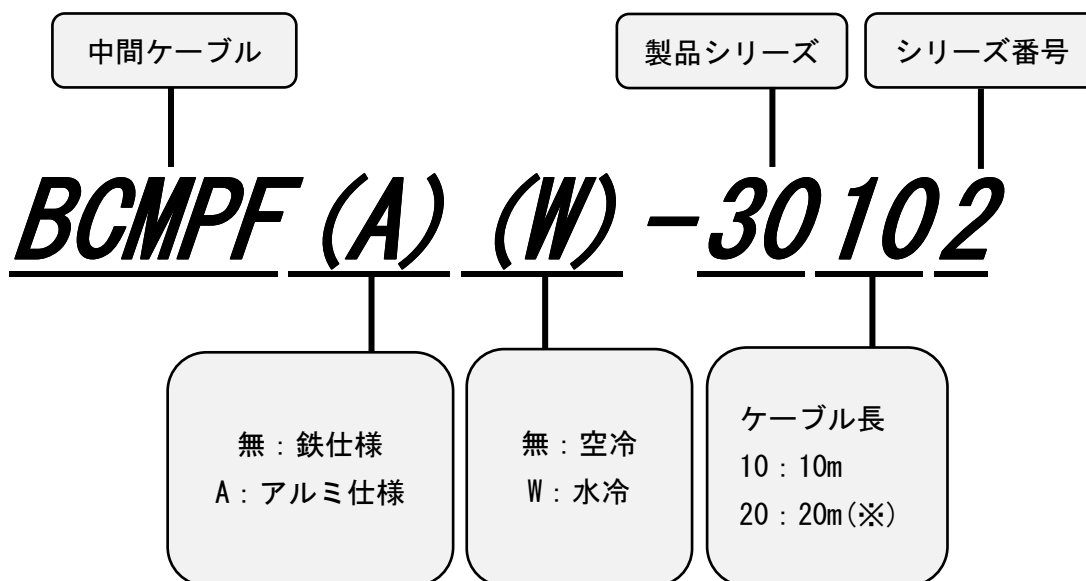 中間ケーブル
製品シリーズ
シリーズ番号
BCMPF(A)(W)-30102
無：鉄仕様
A：アルミ仕様
無：空冷
W：水冷
ケーブル長
10：10m
20：20m(※)